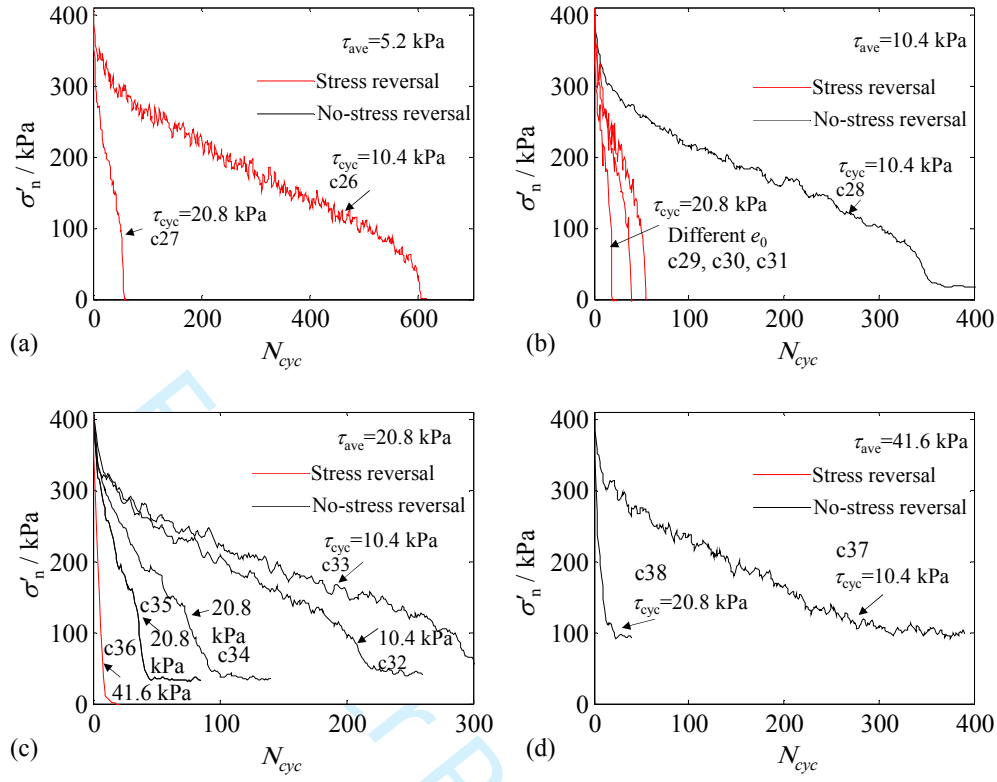 400
300
200
100
0
σ′n / kPa
τave=5.2 kPa
Stress reversal
No-stress reversal
τcyc=10.4 kPa
c26
τcyc=20.8 kPa
c27
0 200 400 600
(a)
Ncyc
400
300
200
100
0
σ′n / kPa
τave=10.4 kPa
Stress reversal
No-stress reversal
τcyc=10.4 kPa
c28
τcyc=20.8 kPa
Different e0
c29, c30, c31
0 100 200 300 400
(b)
Ncyc
400
300
200
100
0
σ′n / kPa
τave=20.8 kPa
Stress reversal
No-stress reversal
τcyc=10.4 kPa
c33
c35
20.8
kPa
20.8
kPa
c34
10.4 kPa
c32
c36
41.6 kPa
0 100 200 300
(c)
Ncyc
400
300
200
100
0
σ′n / kPa
τave=41.6 kPa
Stress reversal
No-stress reversal
c37
τcyc=10.4 kPa
c38
τcyc=20.8 kPa
0 100 200 300 400
(d)
Ncyc